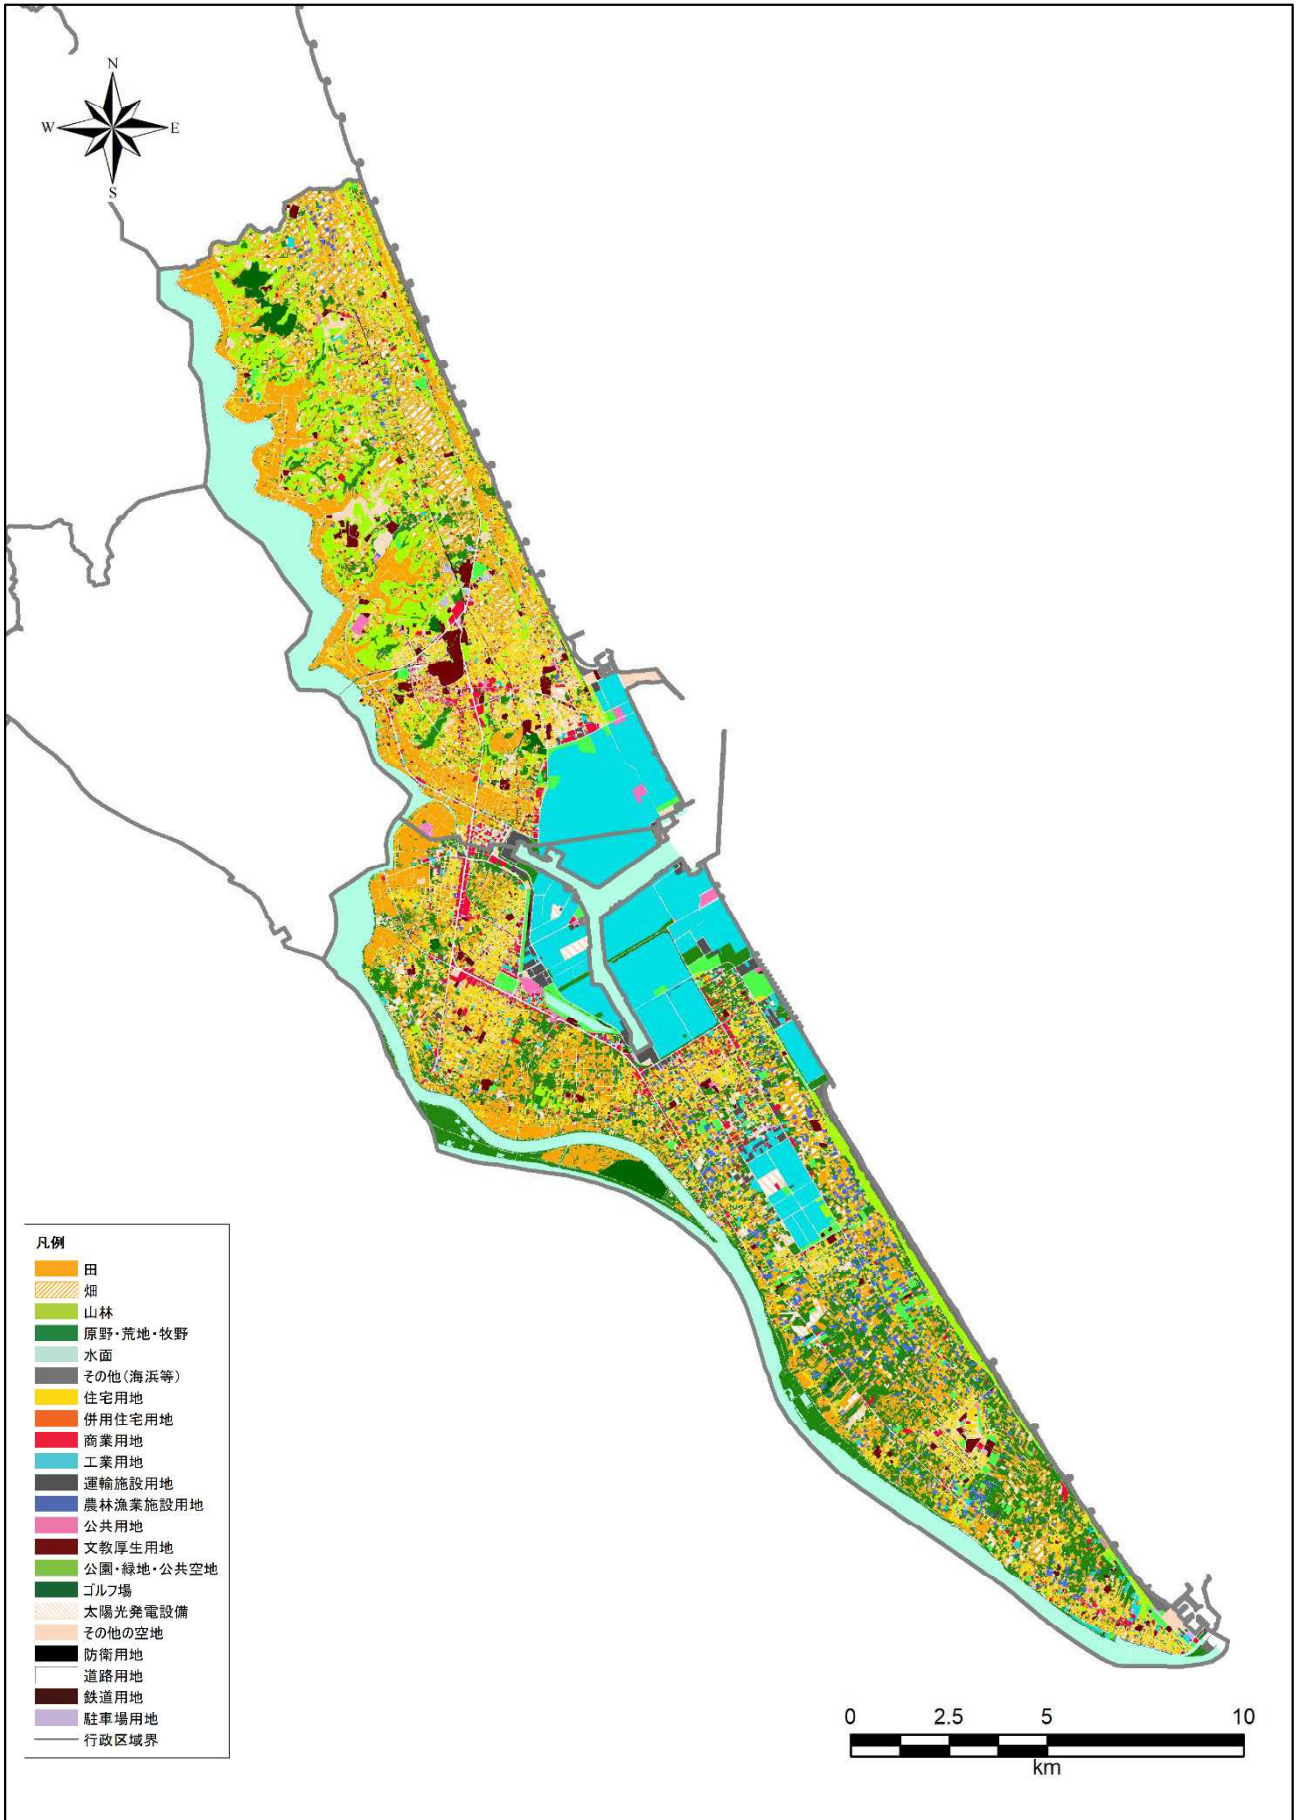 N
W E
S
凡例
田
畑
山林
原野・荒地・牧野
水面
その他(海浜等)
住宅用地
併用住宅用地
商業用地
工業用地
運輸施設用地
農林漁業施設用地
公共用地
文教厚生用地
公園・緑地・公共空地
ゴルフ場
太陽光発電設備
その他の空地
防衛用地
道路用地
鉄道用地
駐車場用地
行政区域界
0 2.5 5 10
km